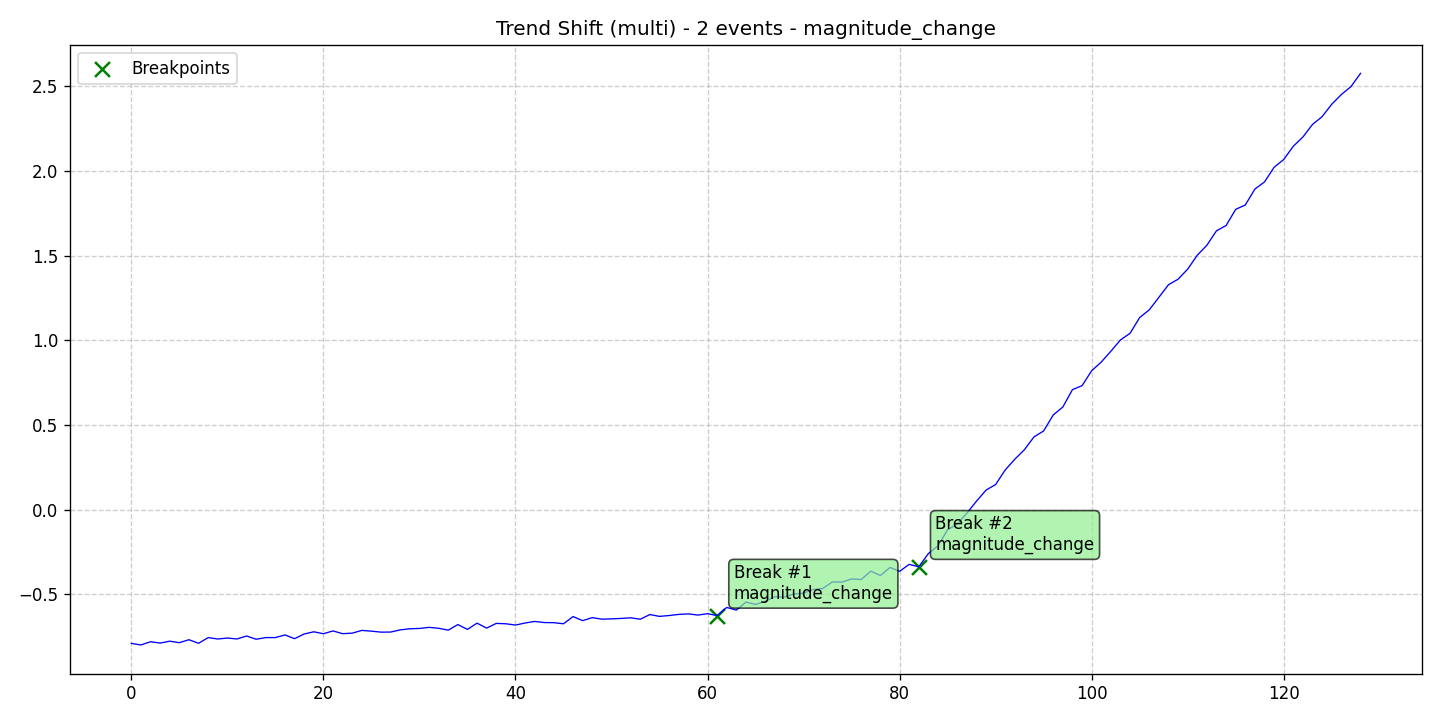 Trend Shift (multi) - 2 events - magnitude_change
Breakpoints
2.5
2.0
1.5
1.0
0.5
0.0
−0.5
Break #2
magnitude_change
Break #1
magnitude_change
0
20
40
60
80
100
120